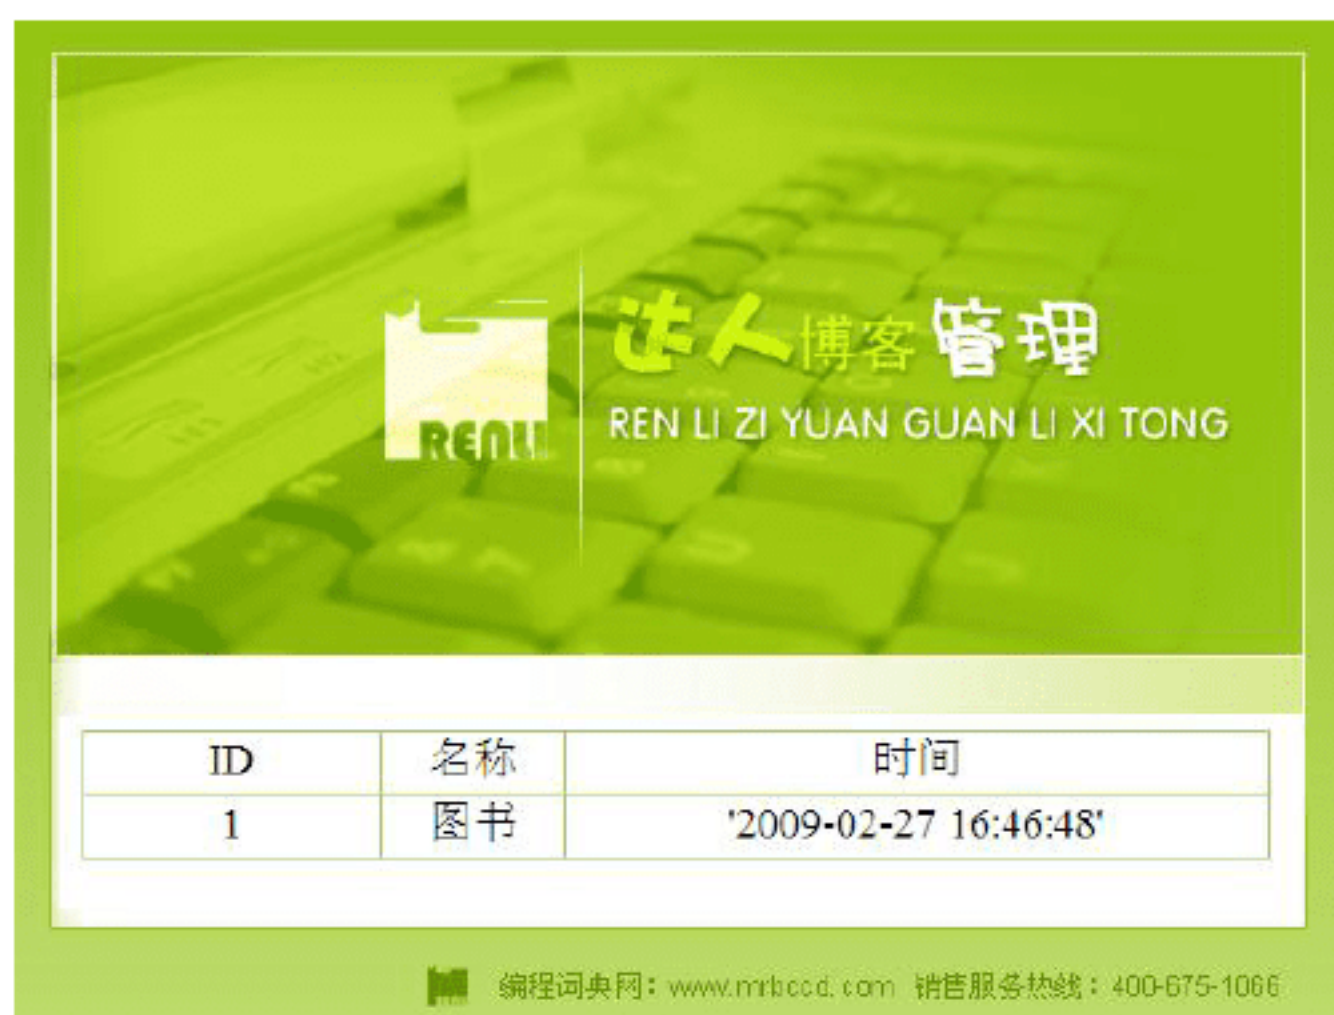 达人博客管理
RENLI
REN LI ZI YUAN GUAN LI XI TONG
ID 名称 时间
1 图书 '2009-02-27 16:46:48'
编程词典网：www.mrbccd.com 销售服务热线：400-675-1066